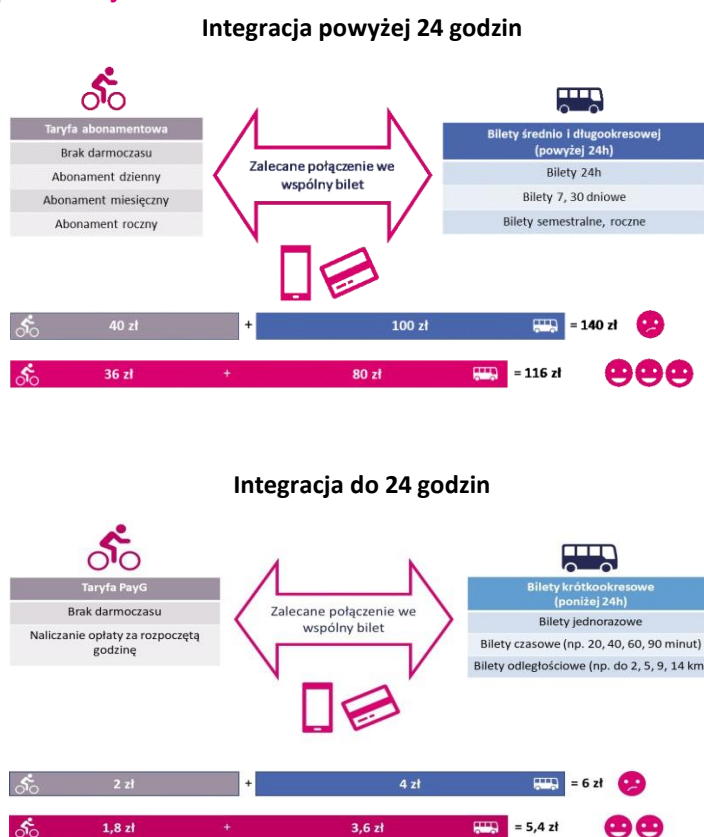 Integracja powyżej 24 godzin
Taryfa abonamentowa
Brak darmoczasu
Abonament dzienny
Abonament miesięczny
Abonament roczny
Zalecane połączenie we
wspólny bilet
Bilety średnio i długookresowej
(powyżej 24h)
Bilety 24h
Bilety 7, 30 dniowe
Bilety semestralne, roczne
40 zł + 100 zł = 140 zł
36 zł + 80 zł = 116 zł
Integracja do 24 godzin
Taryfa PayG
Brak darmoczasu
Naliczanie opłaty za rozpoczętą
godzinę
Zalecane połączenie we
wspólny bilet
Bilety krótkookresowe
(poniżej 24h)
Bilety jednorazowe
Bilety czasowe (np. 20, 40, 60, 90 minut)
Bilety odległościowe (np. do 2, 5, 9, 14 km
2 zł + 4 zł = 6 zł
1,8 zł + 3,6 zł = 5,4 zł